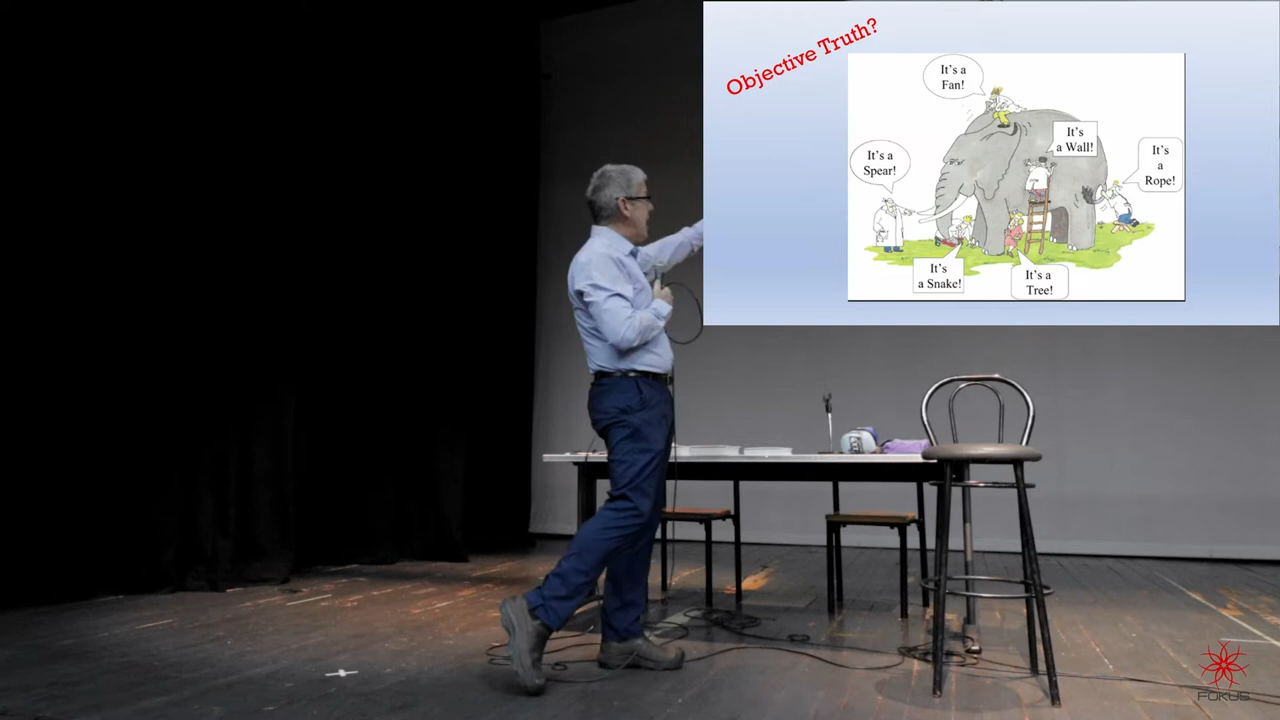 Objective Truth?
It's a
Fan!
It's
a Wall!
It's a
Spear!
It's
a
Rope!
It's
a Snake!
It's a
Tree!
FOKUS